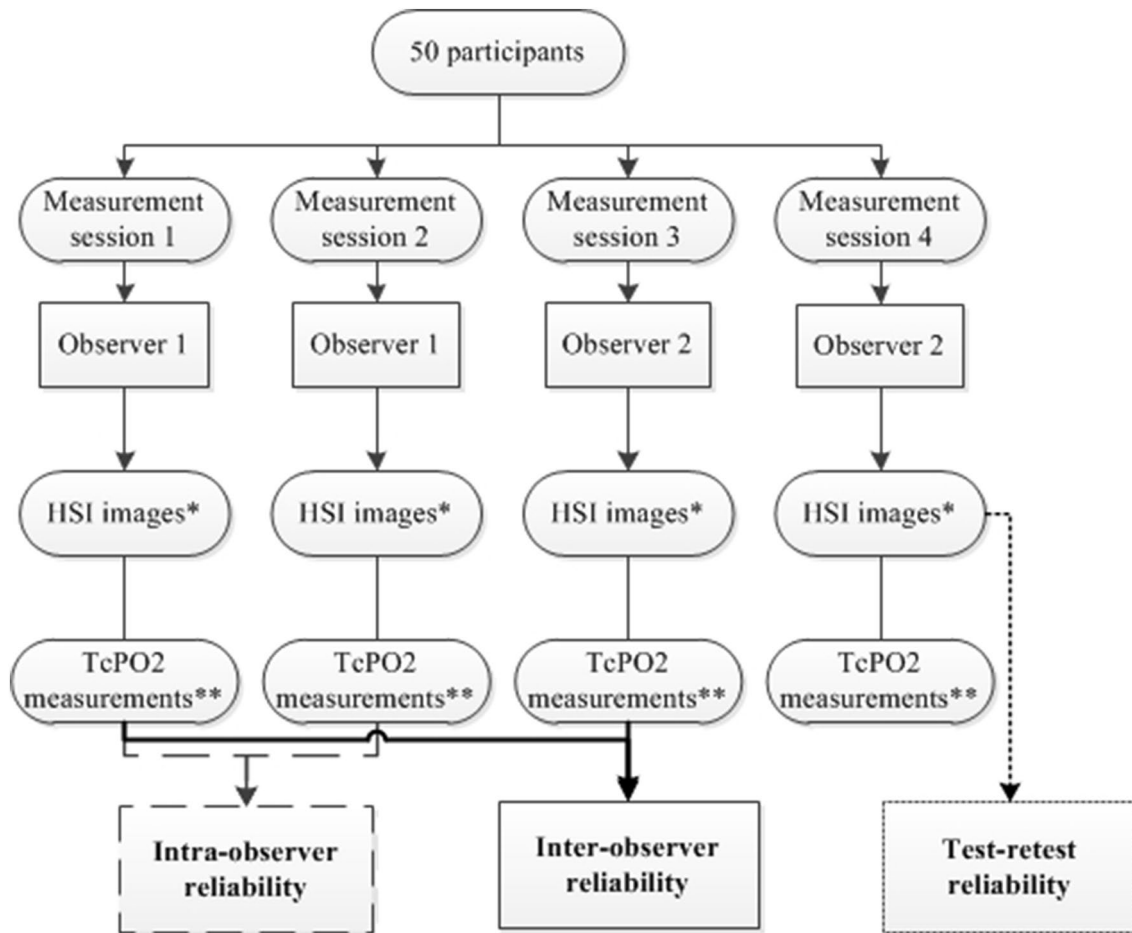 50 participants
Measurement
session 1
Measurement
session 2
Measurement
session 3
Measurement
session 4
Observer 1
Observer 1
Observer 2
Observer 2
HSI images*
HSI images*
HSI images*
HSI images*
TcPO2
measurements**
TcPO2
measurements**
TcPO2
measurements**
TcPO2
measurements**
Intra-observer
reliability
Inter-observer
reliability
Test-retest
reliability